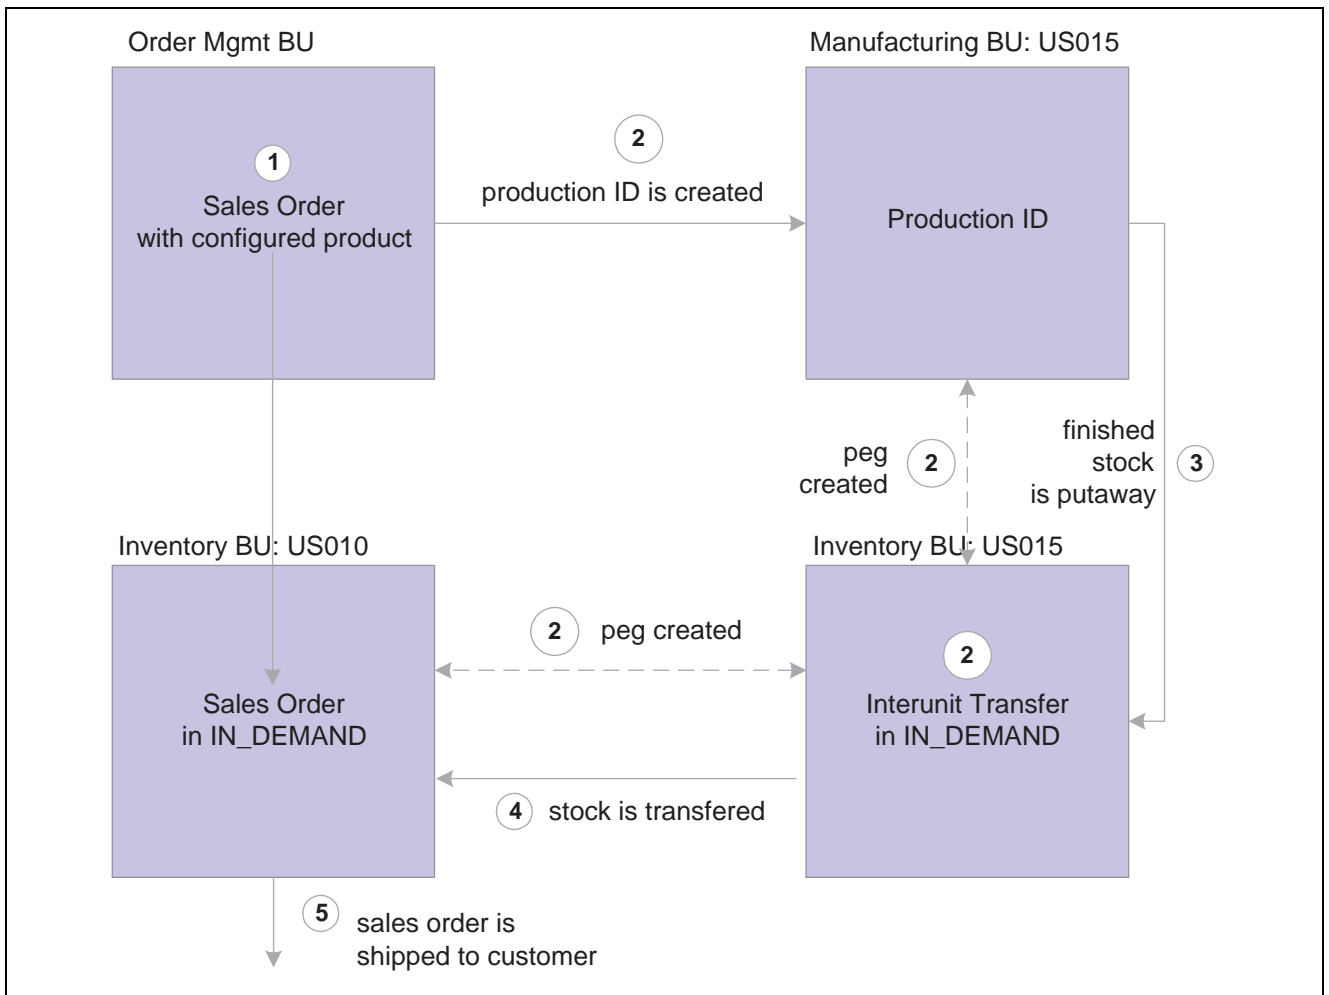 Order Mgmt BU
Manufacturing BU: US015
1
Sales Order
with configured product
2
production ID is created
Production ID
peg
created
2
finished
stock
is putaway
3
Inventory BU: US010
Inventory BU: US015
2 peg created
2
Sales Order
in IN_DEMAND
Interunit Transfer
in IN_DEMAND
4 stock is transfered
5
sales order is
shipped to customer